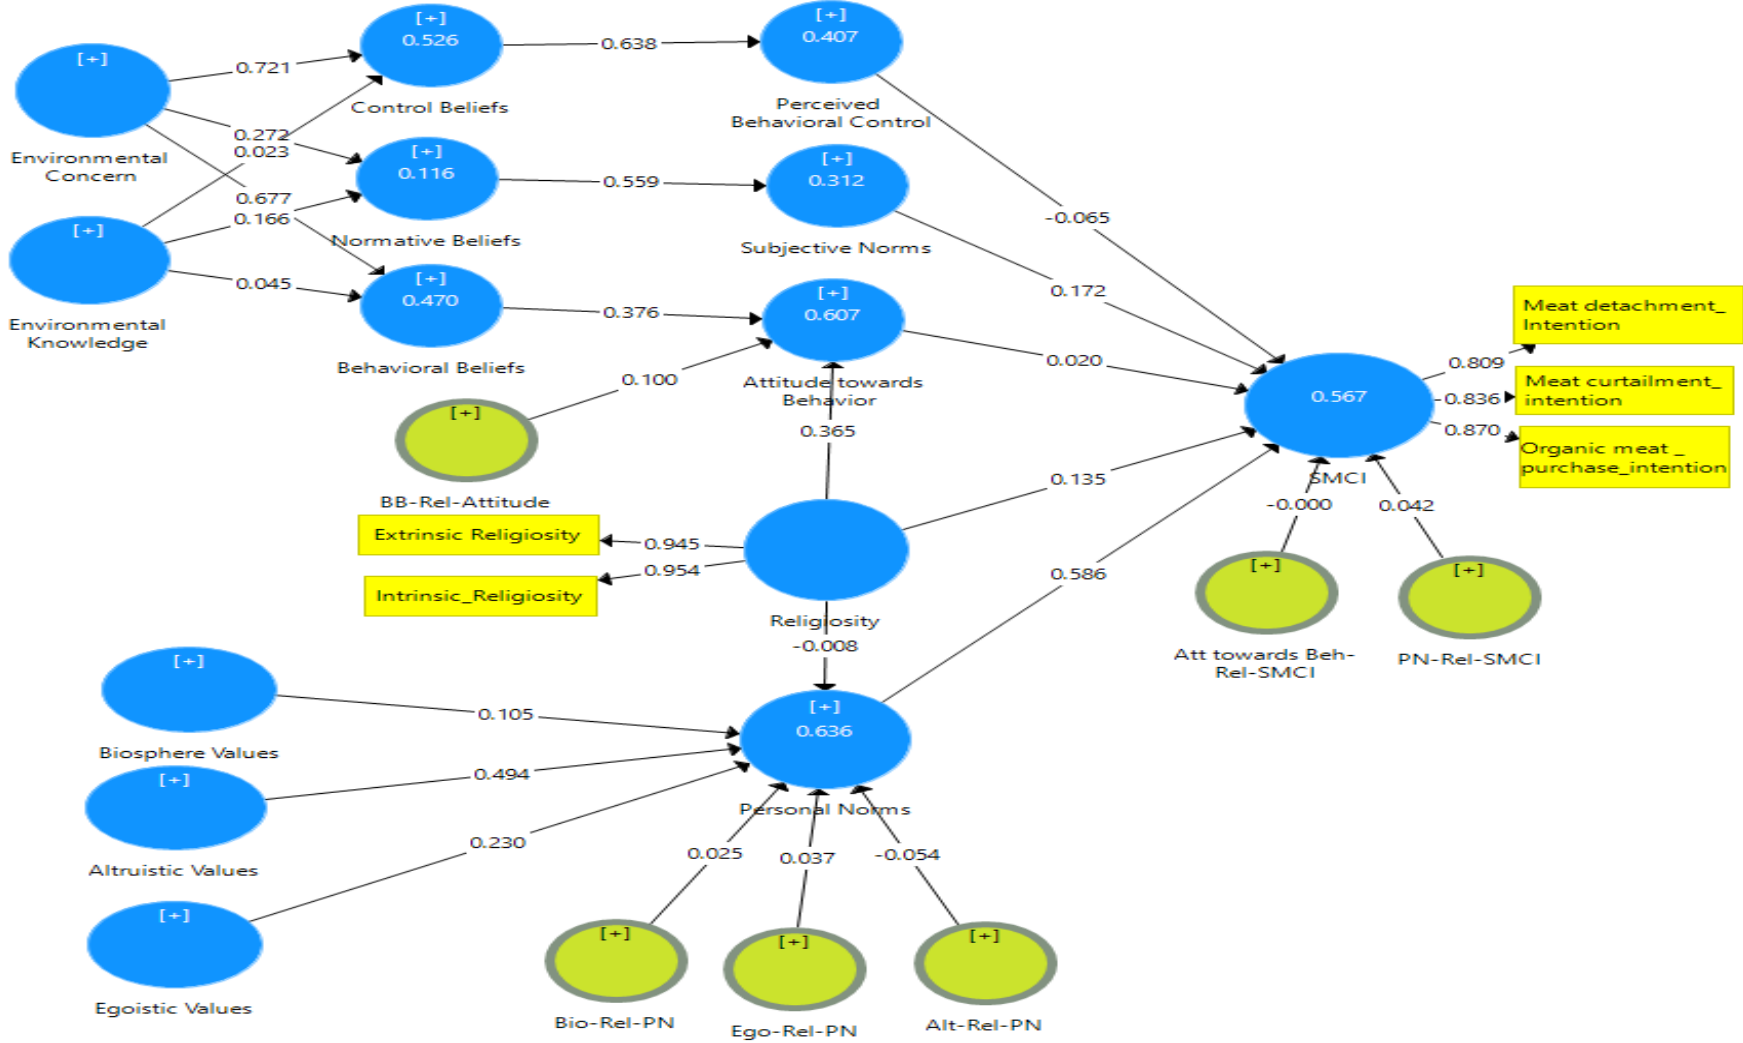 [+]
0.526
Control Beliefs
[+]
0.407
Perceived
Behavioral Control
[+]
Environmental
Concern
[+]
0.116
Normative Beliefs
[+]
0.312
Subjective Norms
[+]
Environmental
Knowledge
[+]
0.470
Behavioral Beliefs
[+]
0.607
Attitude towards
Behavior
0.721
0.272
0.023
0.677
0.166
0.045
0.638
0.559
0.376
0.100
0.365
-0.065
0.172
0.020
0.135
0.586
[+]
BB-Rel-Attitude
0.567
SMCI
0.809
0.836
0.870
Meat detachment_
Intention
Meat curtailment_
intention
Organic meat _
purchase_intention
-0.000
0.042
[+]
Att towards Beh-
Rel-SMCI
[+]
PN-Rel-SMCI
Extrinsic Religiosity
Intrinsic_Religiosity
0.945
0.954
Religiosity
-0.008
[+]
Biosphere Values
[+]
Altruistic Values
[+]
Egoistic Values
0.105
0.494
0.230
[+]
0.636
Personal Norms
0.025
0.037
-0.054
[+]
Bio-Rel-PN
[+]
Ego-Rel-PN
[+]
Alt-Rel-PN